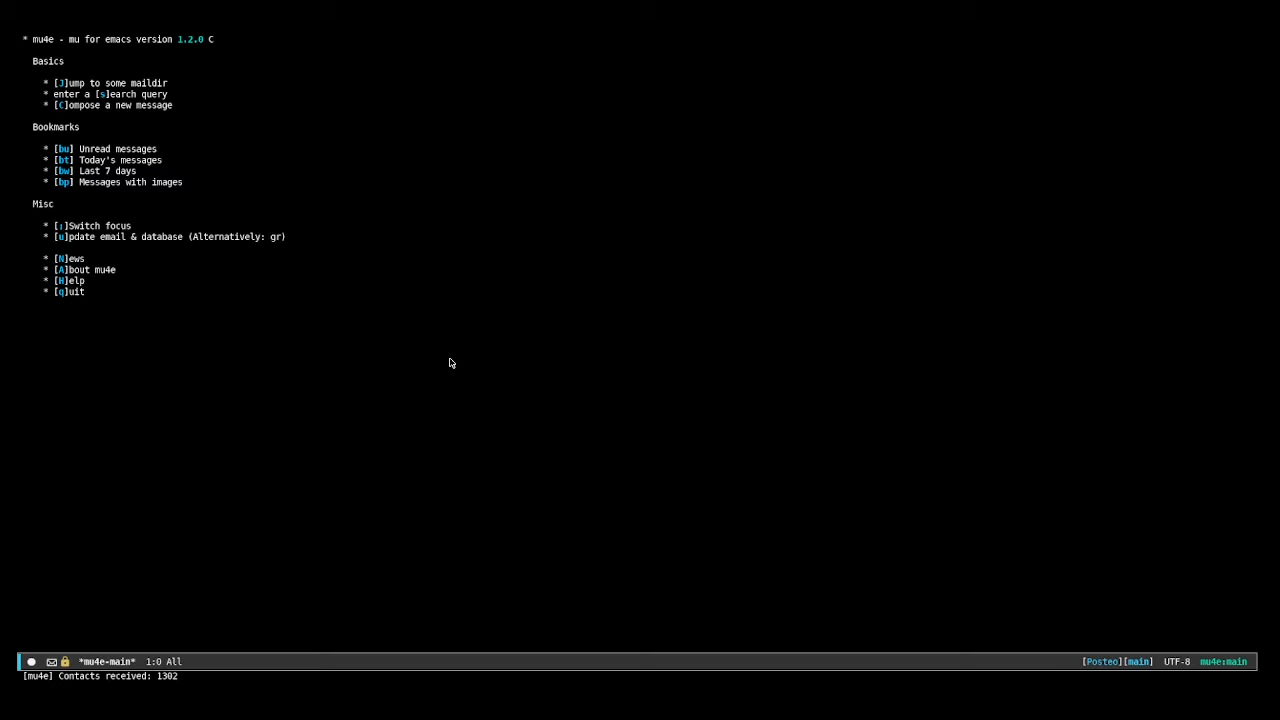 * mu4e - mu for emacs version 1.2.0 C
Basics
* [J]ump to some maildir
* enter a [s]earch query
* [C]ompose a new message
Bookmarks
* [bu] Unread messages
* [bt] Today's messages
* [bw] Last 7 days
* [bp] Messages with images
Misc
* [;]Switch focus
* [u]pdate email & database (Alternatively: gr)
* [N]ews
* [A]bout mu4e
* [H]elp
* [q]uit
*mu4e-main* 1:0 All [Posteo][main] UTF-8 mu4e:main
[mu4e] Contacts received: 1302